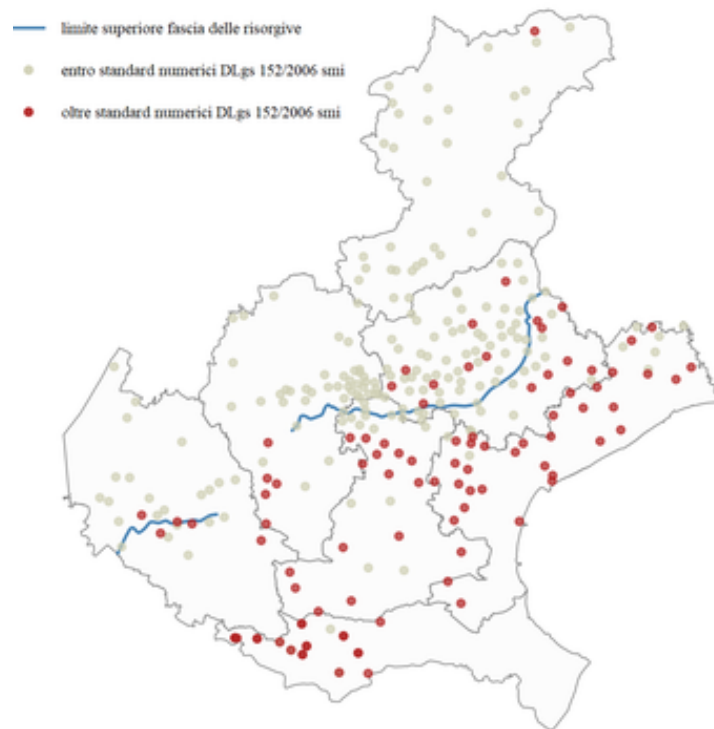 limite superiore fascia delle risorgive
entro standard numerici DLgs 152/2006 smi
oltre standard numerici DLgs 152/2006 smi